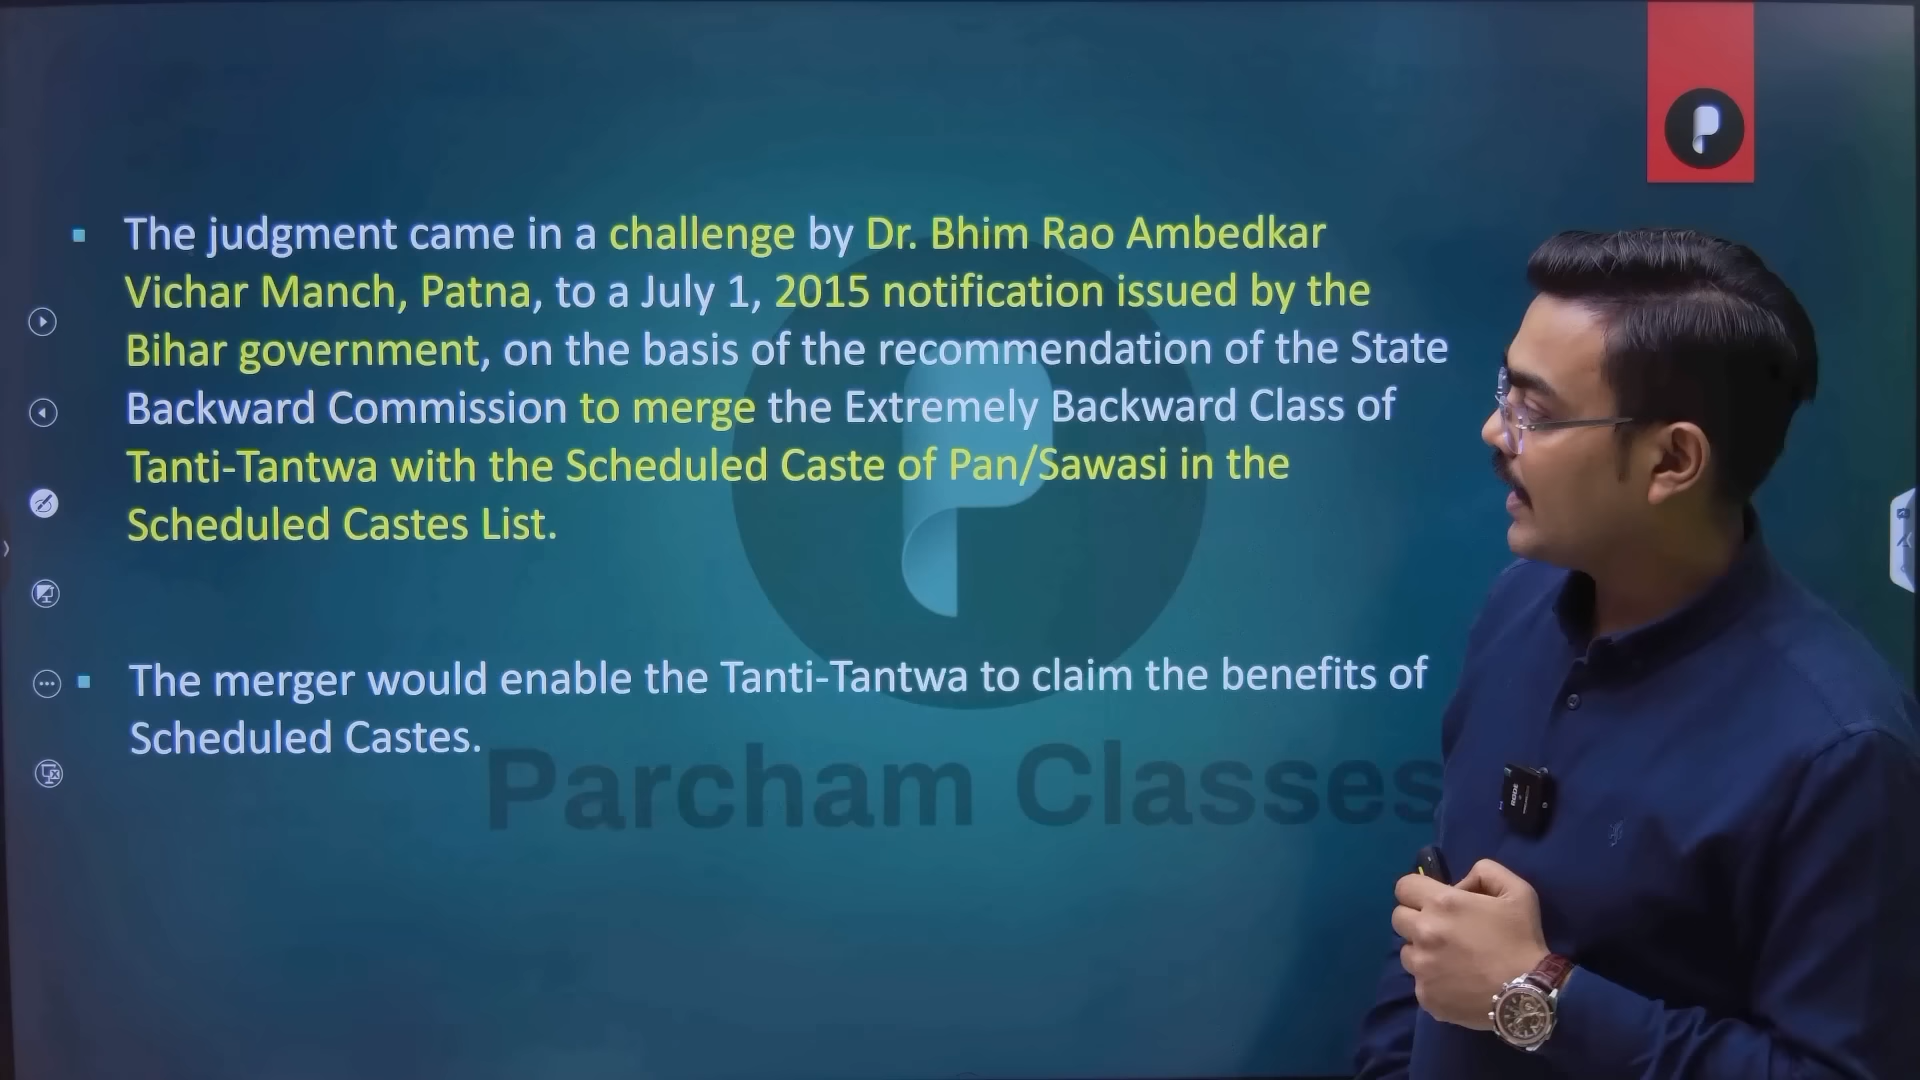 The judgment came in a challenge by Dr. Bhim Rao Ambedkar
Vichar Manch, Patna, to a July 1, 2015 notification issued by the
Bihar government, on the basis of the recommendation of the State
Backward Commission to merge the Extremely Backward Class of
Tanti-Tantwa with the Scheduled Caste of Pan/Sawasi in the
Scheduled Castes List.
The merger would enable the Tanti-Tantwa to claim the benefits of
Scheduled Castes.
Parcham Classes
RODE